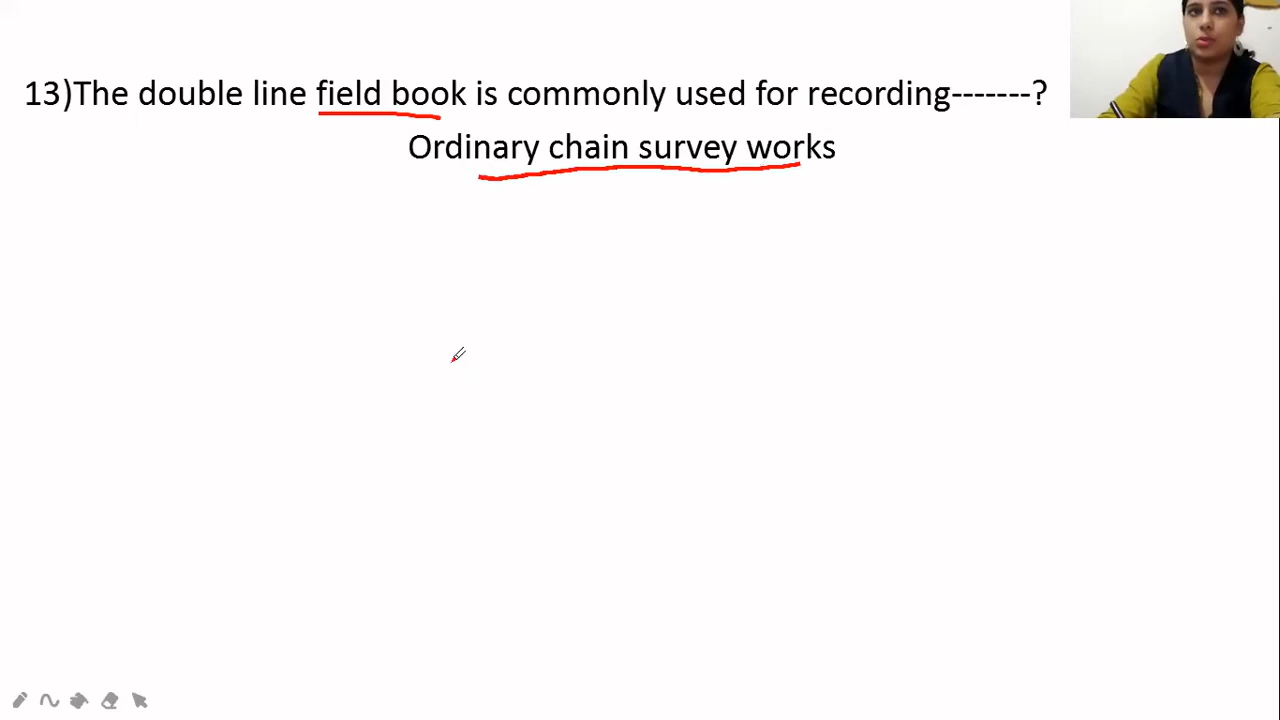 13)The double line field book is commonly used for recording-------?
Ordinary chain survey works